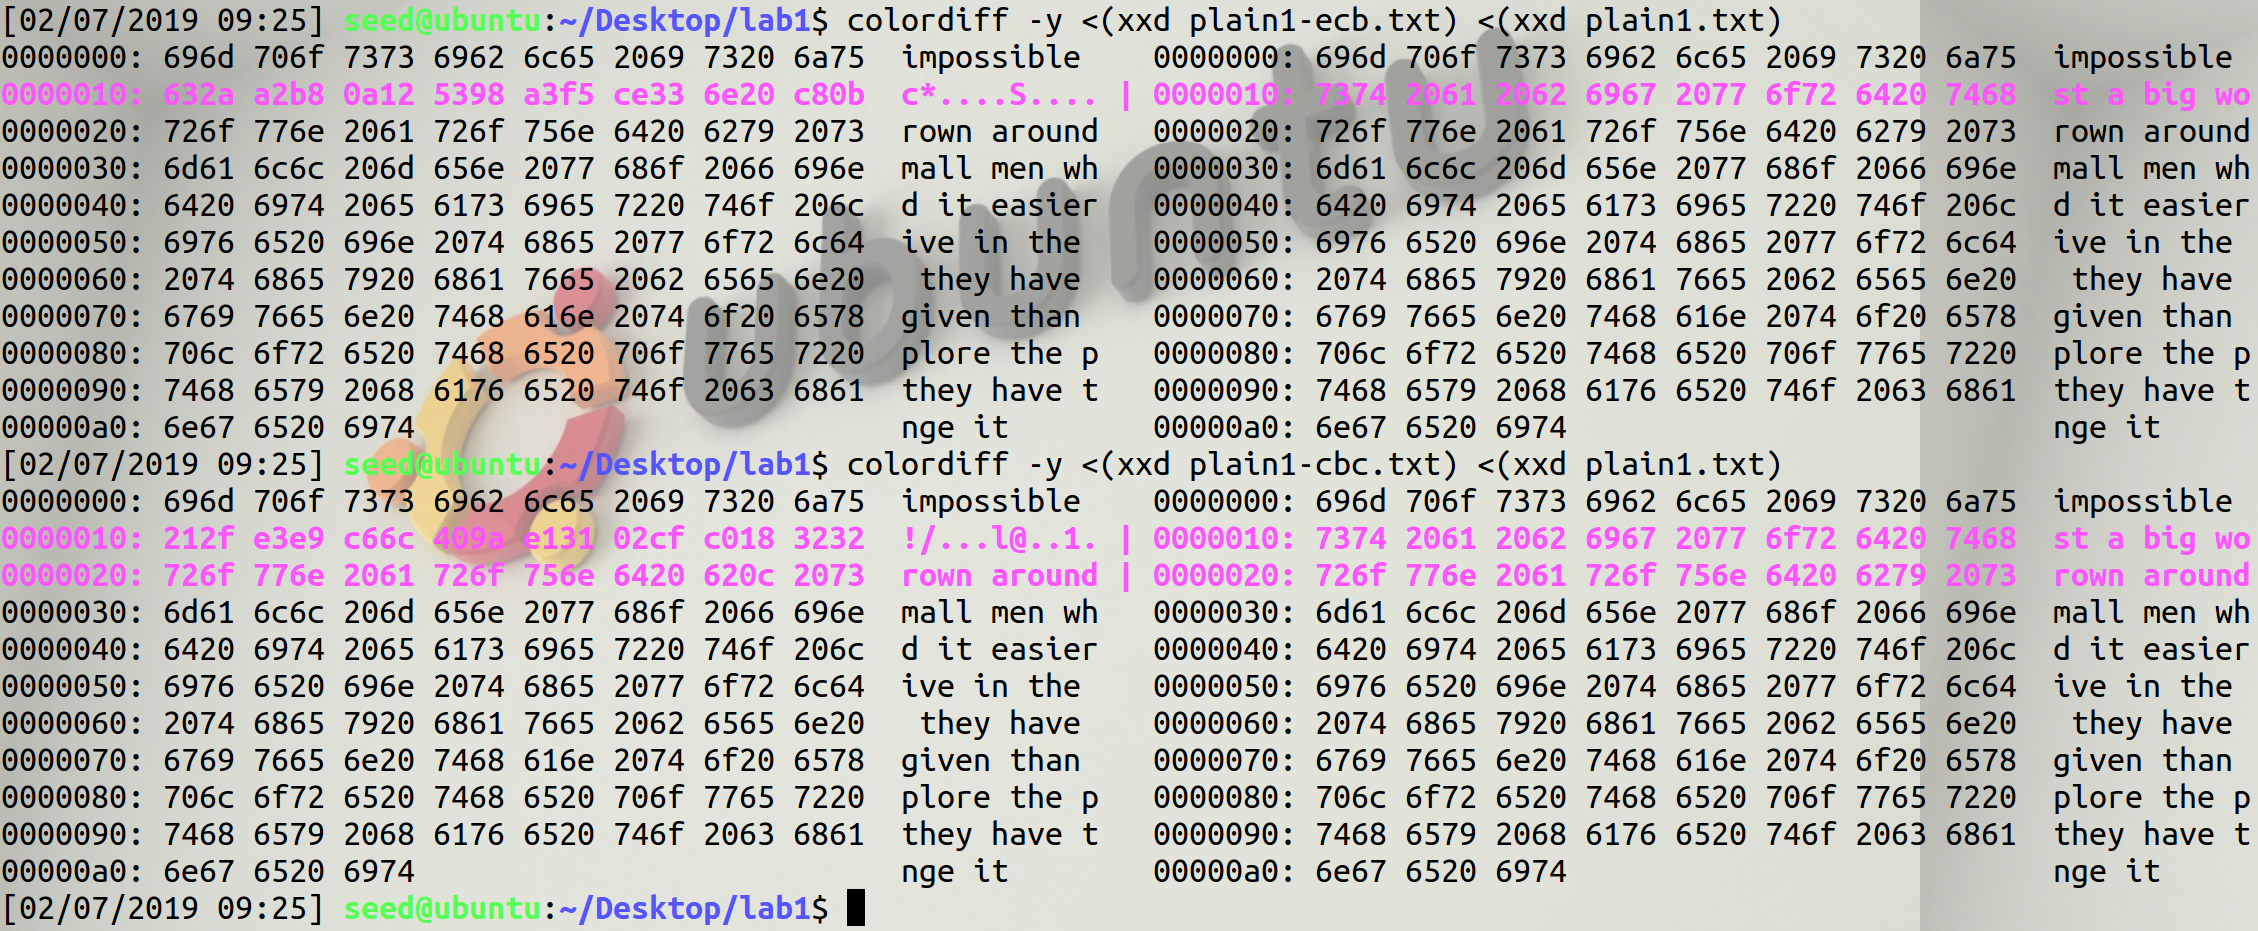 [02/07/2019 09:25] seed@ubuntu:~/Desktop/lab1$ colordiff -y <(xxd plain1-ecb.txt) <(xxd plain1.txt)
0000000: 696d 706f 7373 6962 6c65 2069 7320 6a75  impossible    0000000: 696d 706f 7373 6962 6c65 2069 7320 6a75  impossible
0000010: 632a a2b8 0a12 5398 a3f5 ce33 6e20 c80b  c*....S.... | 0000010: 7374 2061 2062 6967 2077 6f72 6420 7468  st a big wo
0000020: 726f 776e 2061 726f 756e 6420 6279 2073  rown around   0000020: 726f 776e 2061 726f 756e 6420 6279 2073  rown around
0000030: 6d61 6c6c 206d 656e 2077 686f 2066 696e  mall men wh   0000030: 6d61 6c6c 206d 656e 2077 686f 2066 696e  mall men wh
0000040: 6420 6974 2065 6173 6965 7220 746f 206c  d it easier   0000040: 6420 6974 2065 6173 6965 7220 746f 206c  d it easier
0000050: 6976 6520 696e 2074 6865 2077 6f72 6c64  ive in the    0000050: 6976 6520 696e 2074 6865 2077 6f72 6c64  ive in the
0000060: 2074 6865 7920 6861 7665 2062 6565 6e20   they have    0000060: 2074 6865 7920 6861 7665 2062 6565 6e20   they have
0000070: 6769 7665 6e20 7468 616e 2074 6f20 6578  given than    0000070: 6769 7665 6e20 7468 616e 2074 6f20 6578  given than
0000080: 706c 6f72 6520 7468 6520 706f 7765 7220  plore the p   0000080: 706c 6f72 6520 7468 6520 706f 7765 7220  plore the p
0000090: 7468 6579 2068 6176 6520 746f 2063 6861  they have t   0000090: 7468 6579 2068 6176 6520 746f 2063 6861  they have t
00000a0: 6e67 6520 6974                           nge it        00000a0: 6e67 6520 6974                           nge it
[02/07/2019 09:25] seed@ubuntu:~/Desktop/lab1$ colordiff -y <(xxd plain1-cbc.txt) <(xxd plain1.txt)
0000000: 696d 706f 7373 6962 6c65 2069 7320 6a75  impossible    0000000: 696d 706f 7373 6962 6c65 2069 7320 6a75  impossible
0000010: 212f e3e9 c66c 409a e131 02cf c018 3232  !/...l@..1. | 0000010: 7374 2061 2062 6967 2077 6f72 6420 7468  st a big wo
0000020: 726f 776e 2061 726f 756e 6420 620c 2073  rown around | 0000020: 726f 776e 2061 726f 756e 6420 6279 2073  rown around
0000030: 6d61 6c6c 206d 656e 2077 686f 2066 696e  mall men wh   0000030: 6d61 6c6c 206d 656e 2077 686f 2066 696e  mall men wh
0000040: 6420 6974 2065 6173 6965 7220 746f 206c  d it easier   0000040: 6420 6974 2065 6173 6965 7220 746f 206c  d it easier
0000050: 6976 6520 696e 2074 6865 2077 6f72 6c64  ive in the    0000050: 6976 6520 696e 2074 6865 2077 6f72 6c64  ive in the
0000060: 2074 6865 7920 6861 7665 2062 6565 6e20   they have    0000060: 2074 6865 7920 6861 7665 2062 6565 6e20   they have
0000070: 6769 7665 6e20 7468 616e 2074 6f20 6578  given than    0000070: 6769 7665 6e20 7468 616e 2074 6f20 6578  given than
0000080: 706c 6f72 6520 7468 6520 706f 7765 7220  plore the p   0000080: 706c 6f72 6520 7468 6520 706f 7765 7220  plore the p
0000090: 7468 6579 2068 6176 6520 746f 2063 6861  they have t   0000090: 7468 6579 2068 6176 6520 746f 2063 6861  they have t
00000a0: 6e67 6520 6974                           nge it        00000a0: 6e67 6520 6974                           nge it
[02/07/2019 09:25] seed@ubuntu:~/Desktop/lab1$
ubuntu